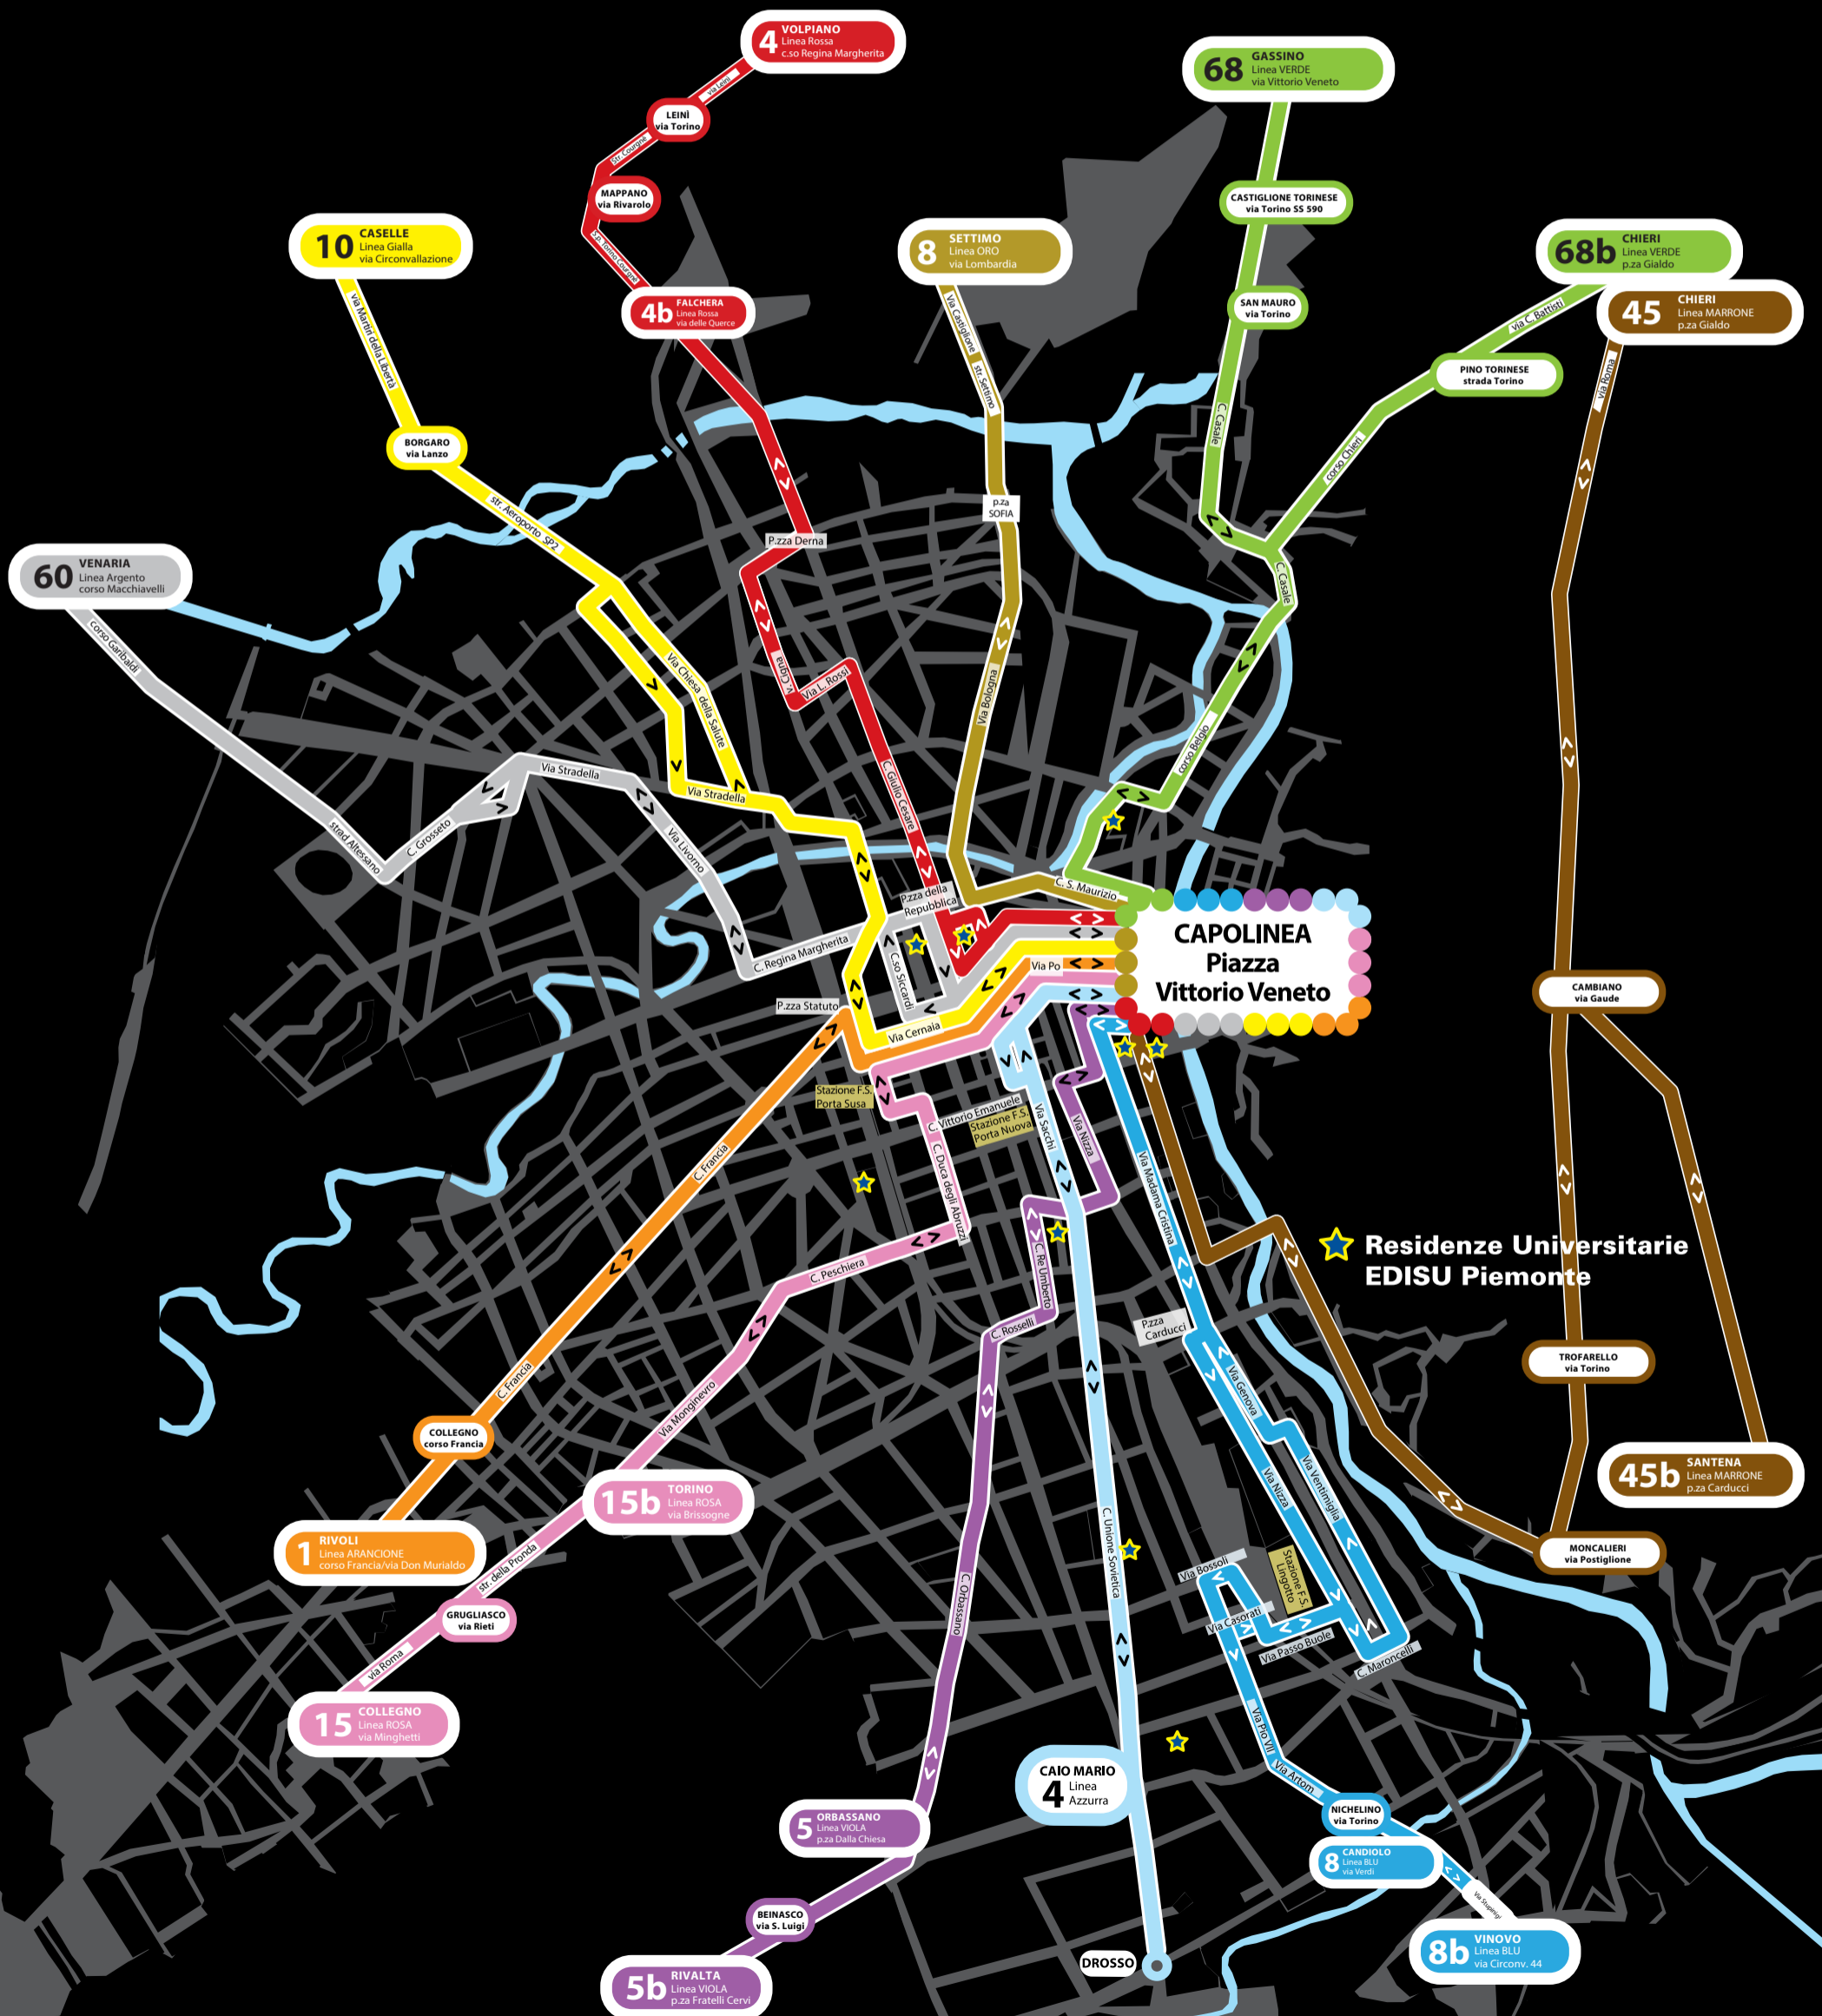 4
VOLPIANO
Linea Rossa
c.so Regina Margherita
via Leinì
LEINÌ
via Torino
Str. Courgnè
MAPPANO
via Rivarolo
s.p. Torino Courgnè
4b
FALCHERA
Linea Rossa
via delle Querce
68
GASSINO
Linea VERDE
via Vittorio Veneto
CASTIGLIONE TORINESE
via Torino SS 590
SAN MAURO
via Torino
68b
CHIERI
Linea VERDE
p.za Gialdo
45
CHIERI
Linea MARRONE
p.za Gialdo
via C. Battisti
PINO TORINESE
strada Torino
via Roma
corso Chieri
C. Casale
C. Casale
corso Belgio
10
CASELLE
Linea Gialla
via Circonvallazione
via Martiri della Libertà
BORGARO
via Lanzo
str. Aeroporto SP2
8
SETTIMO
Linea ORO
via Lombardia
Via Castiglione
str. Settimo
p.za
SOFIA
Via Bologna
P.zza Derna
V. Cigna
Via L. Rossi
C. Giulio Cesare
60
VENARIA
Linea Argento
corso Macchiavelli
corso Garibaldi
strad Altessano
C. Grosseto
Via Stradella
Via Livorno
Via Chiesa della Salute
Via Stradella
P.zza della
Repubblica
C. S. Maurizio
C. Regina Margherita
C.so Siccardi
Via Po
P.zza Statuto
Via Cernaia
CAPOLINEA
Piazza
Vittorio Veneto
CAMBIANO
via Gaude
Stazione F.S.
Porta Susa
C. Vittorio Emanuele
Stazione F.S.
Porta Nuova
Via Sacchi
Via Nizza
Via Madama Cristina
C. Duca degli Abruzzi
C. Francia
C. Peschiera
C. Re Umberto
C. Rosselli
Residenze Universitarie
EDISU Piemonte
P.zza
Carducci
TROFARELLO
via Torino
Via Genova
C. Francia
Via Monginevro
COLLEGNO
corso Francia
15b
TORINO
Linea ROSA
via Brissogne
45b
SANTENA
Linea MARRONE
p.za Carducci
Via Nizza
Via Ventimiglia
1
RIVOLI
Linea ARANCIONE
corso Francia/via Don Murialdo
str. della Pronda
MONCALIERI
via Postiglione
C. Unione Sovietica
C. Orbassano
Via Bossoli
Stazione F.S.
Lingotto
Via Casorati
Via Passo Buole
C. Maroncelli
GRUGLIASCO
via Rieti
via Roma
15
COLLEGNO
Linea ROSA
via Minghetti
Via Pio VII
Via Artom
CAIO MARIO
4
Linea
Azzurra
5
ORBASSANO
Linea VIOLA
p.za Dalla Chiesa
NICHELINO
via Torino
8
CANDIOLO
Linea BLU
via Verdi
BEINASCO
via S. Luigi
5b
RIVALTA
Linea VIOLA
p.za Fratelli Cervi
DROSSO
8b
VINOVO
Linea BLU
via Circonv. 44